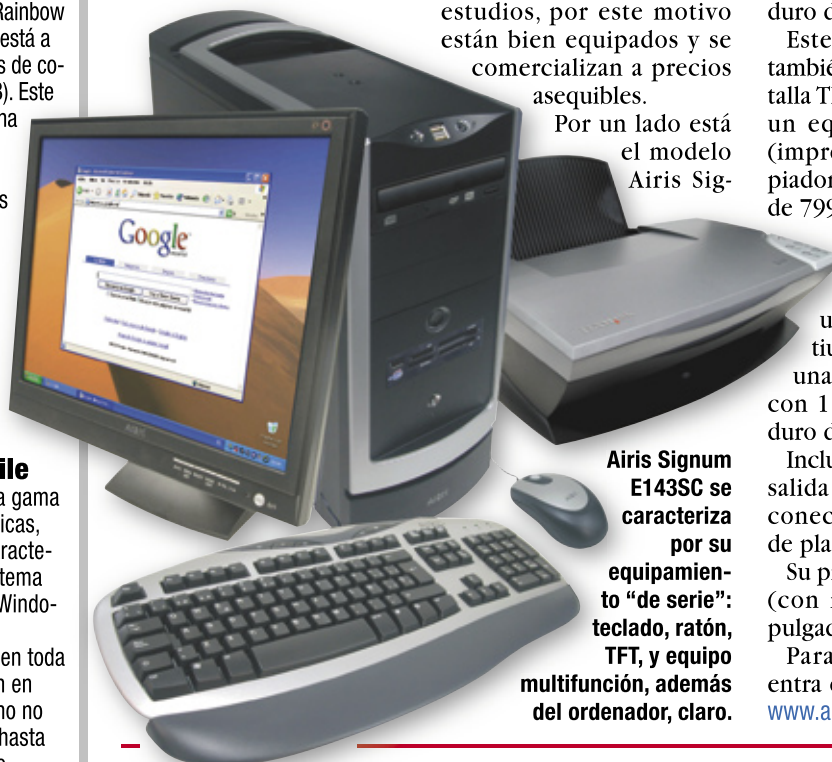 Rainbow
está a
s de co-
). Este
na
s
ile
a gama
icas,
racte-
tema
Windo-
en toda
n en
no no
hasta
estudios, por este motivo
están bien equipados y se
comercializan a precios
asequibles.
Por un lado está
el modelo
Airis Sig-
Google
AIRIS
Airis Signum
E143SC se
caracteriza
por su
equipamien-
to “de serie”:
teclado, ratón,
TFT, y equipo
multifunción, además
del ordenador, claro.
duro d
Este
también
talla T
un eq
(impre
piador
de 799
u
tiu
una
con 1
duro d
Inclu
salida
conec
de pla
Su p
(con
pulgad
Para
entra
www.a